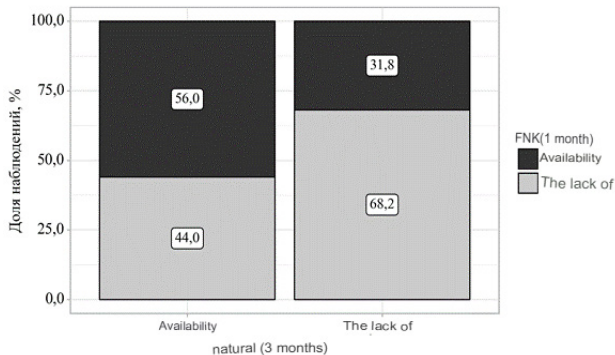 Доля наблюдений, %
100,0
75,0
50,0
25,0
0,0
56,0
44,0
31,8
68,2
Availability
The lack of
natural (3 months)
FNK(1 month)
Availability
The lack of